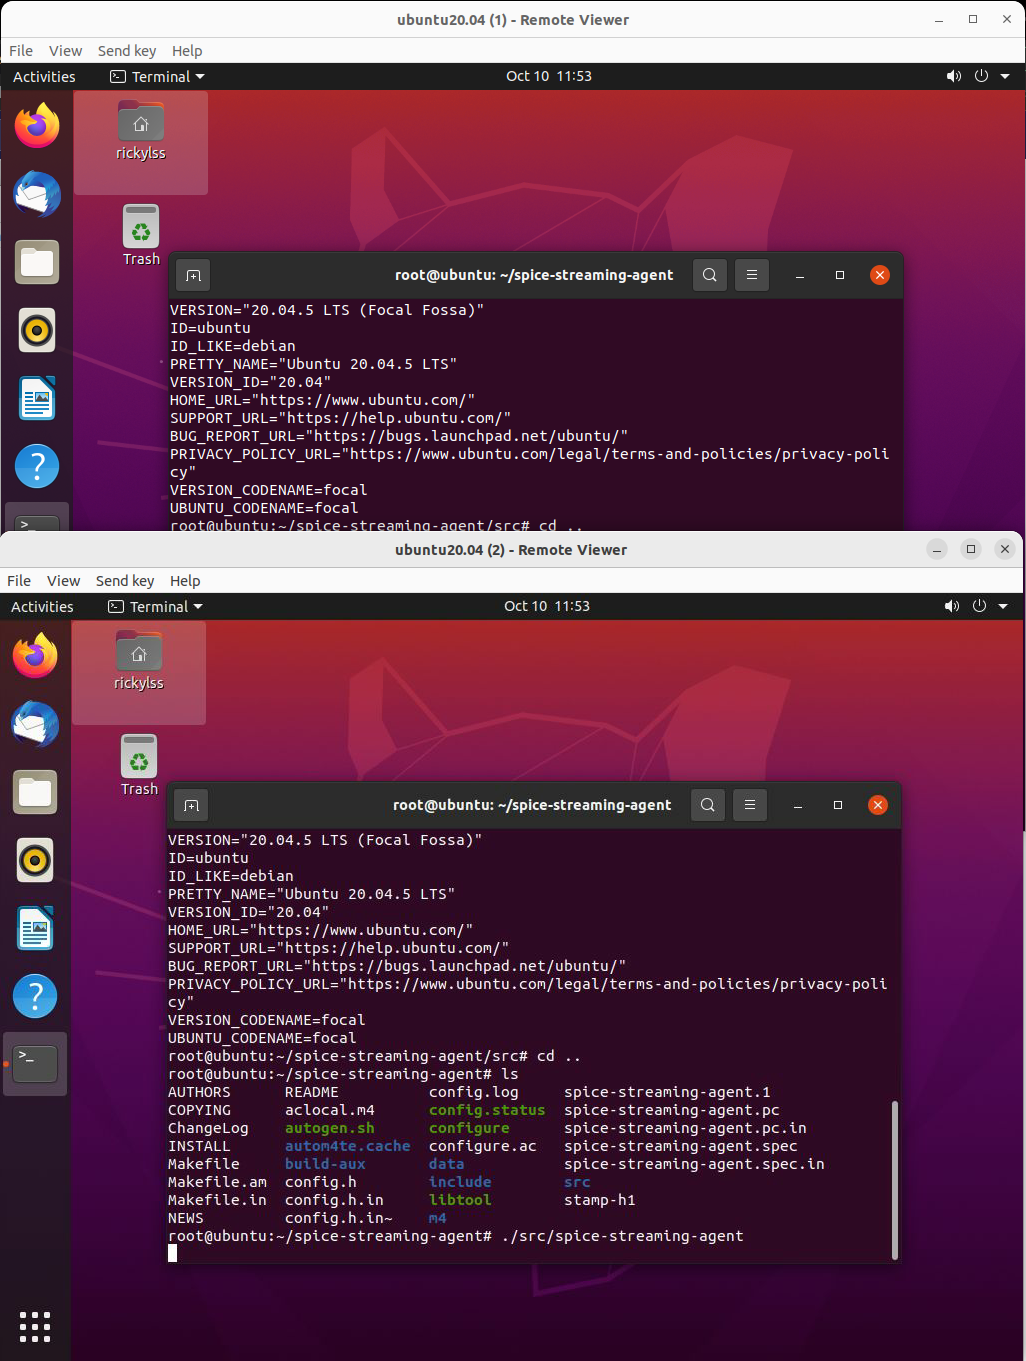 ubuntu20.04 (1) - Remote Viewer
File View Send key Help
Activities Terminal Oct 10 11:53
rickylss
Trash
root@ubuntu: ~/spice-streaming-agent
VERSION="20.04.5 LTS (Focal Fossa)"
ID=ubuntu
ID_LIKE=debian
PRETTY_NAME="Ubuntu 20.04.5 LTS"
VERSION_ID="20.04"
HOME_URL="https://www.ubuntu.com/"
SUPPORT_URL="https://help.ubuntu.com/"
BUG_REPORT_URL="https://bugs.launchpad.net/ubuntu/"
PRIVACY_POLICY_URL="https://www.ubuntu.com/legal/terms-and-policies/privacy-poli
cy"
VERSION_CODENAME=focal
UBUNTU_CODENAME=focal
root@ubuntu:~/spice-streaming-agent/src# cd ..
ubuntu20.04 (2) - Remote Viewer
File View Send key Help
Activities Terminal Oct 10 11:53
rickylss
Trash
root@ubuntu: ~/spice-streaming-agent
VERSION="20.04.5 LTS (Focal Fossa)"
ID=ubuntu
ID_LIKE=debian
PRETTY_NAME="Ubuntu 20.04.5 LTS"
VERSION_ID="20.04"
HOME_URL="https://www.ubuntu.com/"
SUPPORT_URL="https://help.ubuntu.com/"
BUG_REPORT_URL="https://bugs.launchpad.net/ubuntu/"
PRIVACY_POLICY_URL="https://www.ubuntu.com/legal/terms-and-policies/privacy-poli
cy"
VERSION_CODENAME=focal
UBUNTU_CODENAME=focal
root@ubuntu:~/spice-streaming-agent/src# cd ..
root@ubuntu:~/spice-streaming-agent# ls
AUTHORS README config.log spice-streaming-agent.1
COPYING aclocal.m4 config.status spice-streaming-agent.pc
ChangeLog autogen.sh configure spice-streaming-agent.pc.in
INSTALL autom4te.cache configure.ac spice-streaming-agent.spec
Makefile build-aux data spice-streaming-agent.spec.in
Makefile.am config.h include src
Makefile.in config.h.in libtool stamp-h1
NEWS config.h.in~ m4
root@ubuntu:~/spice-streaming-agent# ./src/spice-streaming-agent